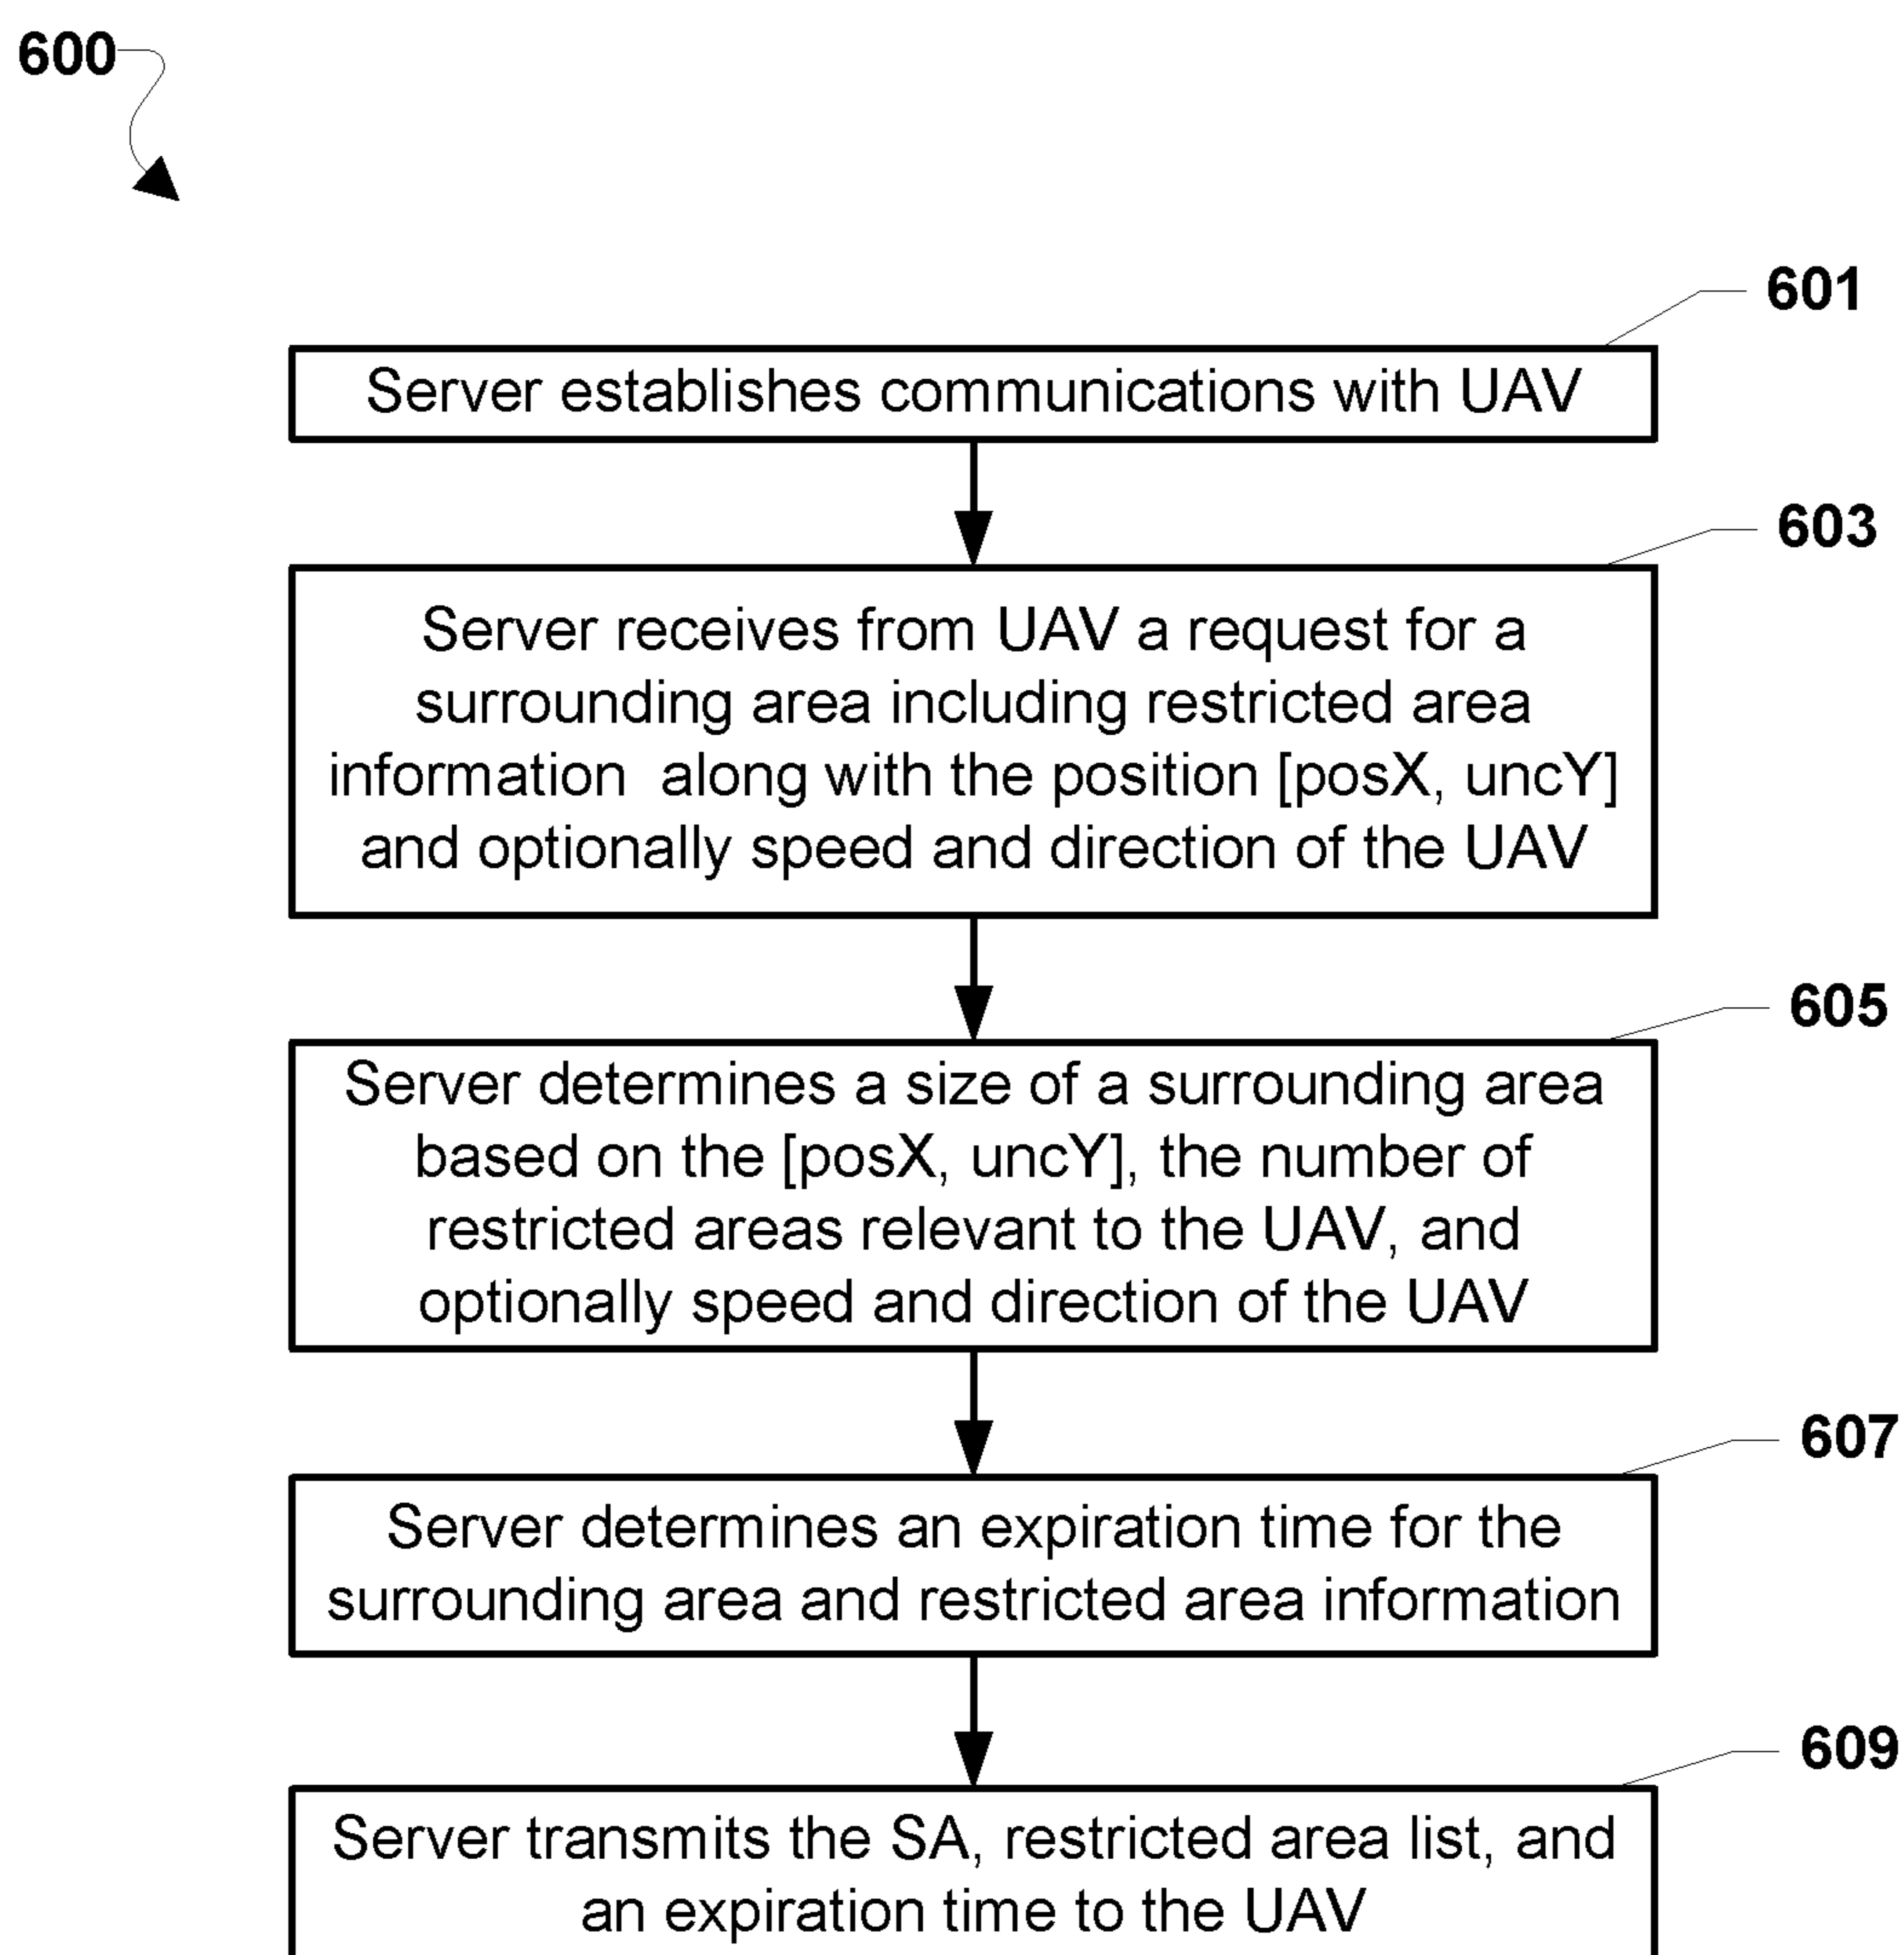 600
601
Server establishes communications with UAV
603
Server receives from UAV a request for a
surrounding area including restricted area
information along with the position [posX, uncY]
and optionally speed and direction of the UAV
605
Server determines a size of a surrounding area
based on the [posX, uncY], the number of
restricted areas relevant to the UAV, and
optionally speed and direction of the UAV
607
Server determines an expiration time for the
surrounding area and restricted area information
609
Server transmits the SA, restricted area list, and
an expiration time to the UAV